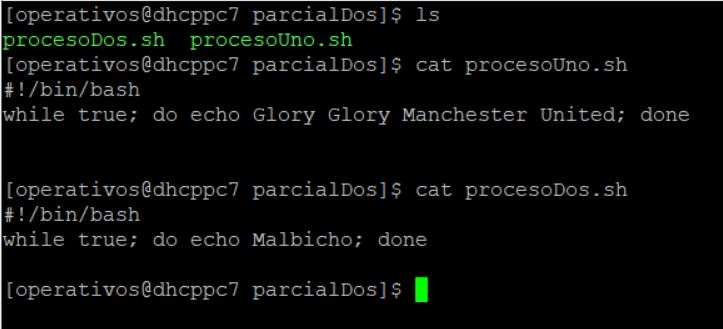 [operativos@dhcppc7 parcialDos]$ ls
procesoDos.sh  procesoUno.sh
[operativos@dhcppc7 parcialDos]$ cat procesoUno.sh
#!/bin/bash
while true; do echo Glory Glory Manchester United; done
[operativos@dhcppc7 parcialDos]$ cat procesoDos.sh
#!/bin/bash
while true; do echo Malbicho; done
[operativos@dhcppc7 parcialDos]$